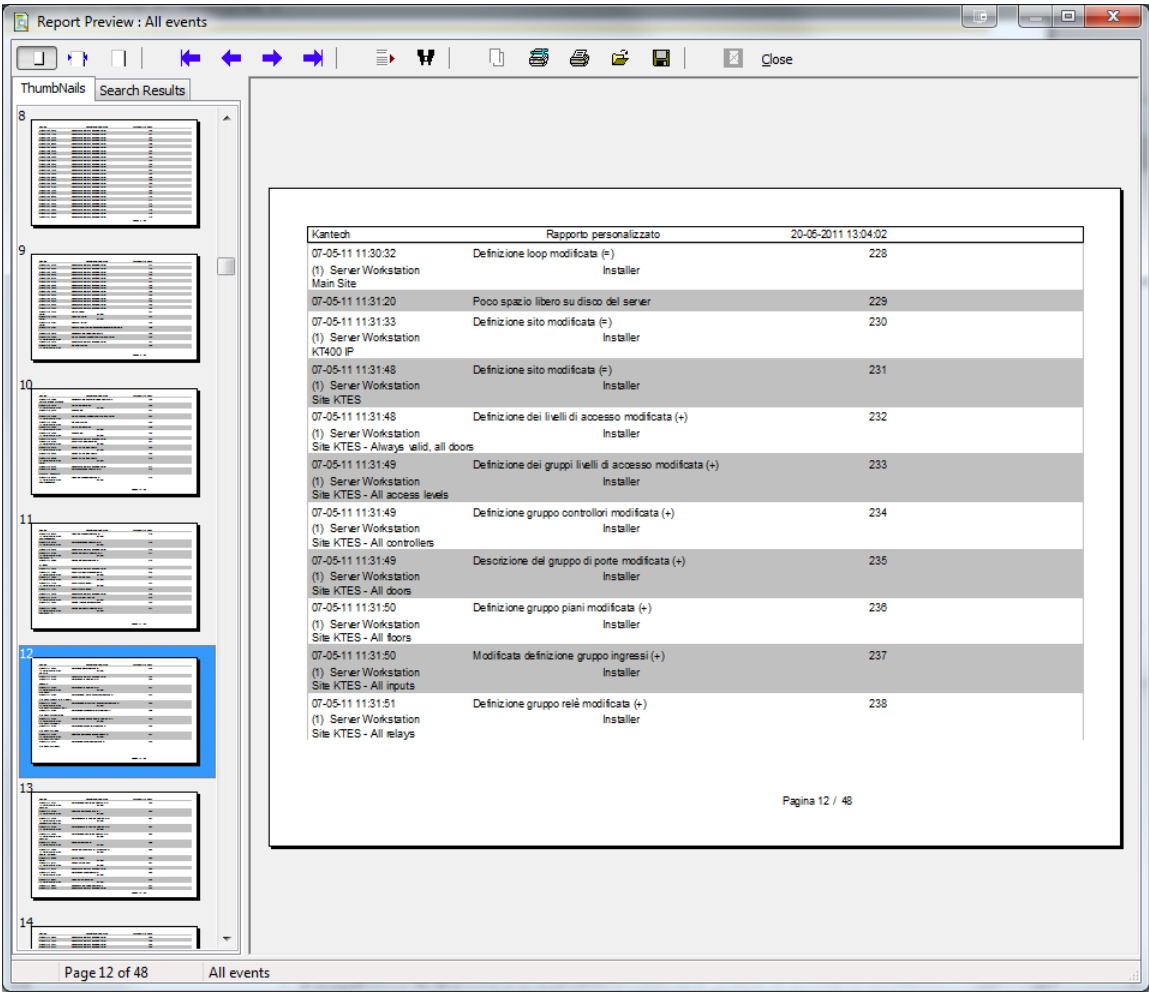 Report Preview : All events
Close
ThumbNails Search Results
8
9
10
11
12
13
14
Kantech Rapporto personalizzato 20-05-2011 13:04:02
07-05-11 11:30:32 Definizione loop modificata (=) 228
(1) Server Workstation Installer
Main Site
07-05-11 11:31:20 Poco spazio libero su disco del server 229
07-05-11 11:31:33 Definizione sito modificata (=) 230
(1) Server Workstation Installer
KT400 IP
07-05-11 11:31:48 Definizione sito modificata (=) 231
(1) Server Workstation Installer
Site KTES
07-05-11 11:31:48 Definizione dei livelli di accesso modificata (+) 232
(1) Server Workstation Installer
Site KTES - Always valid, all doors
07-05-11 11:31:49 Definizione dei gruppi livelli di accesso modificata (+) 233
(1) Server Workstation Installer
Site KTES - All access levels
07-05-11 11:31:49 Definizione gruppo controllori modificata (+) 234
(1) Server Workstation Installer
Site KTES - All controllers
07-05-11 11:31:49 Descrizione del gruppo di porte modificata (+) 235
(1) Server Workstation Installer
Site KTES - All doors
07-05-11 11:31:50 Definizione gruppo piani modificata (+) 236
(1) Server Workstation Installer
Site KTES - All floors
07-05-11 11:31:50 Modificata definizione gruppo ingressi (+) 237
(1) Server Workstation Installer
Site KTES - All inputs
07-05-11 11:31:51 Definizione gruppo relè modificata (+) 238
(1) Server Workstation Installer
Site KTES - All relays
Pagina 12 / 48
Page 12 of 48 All events